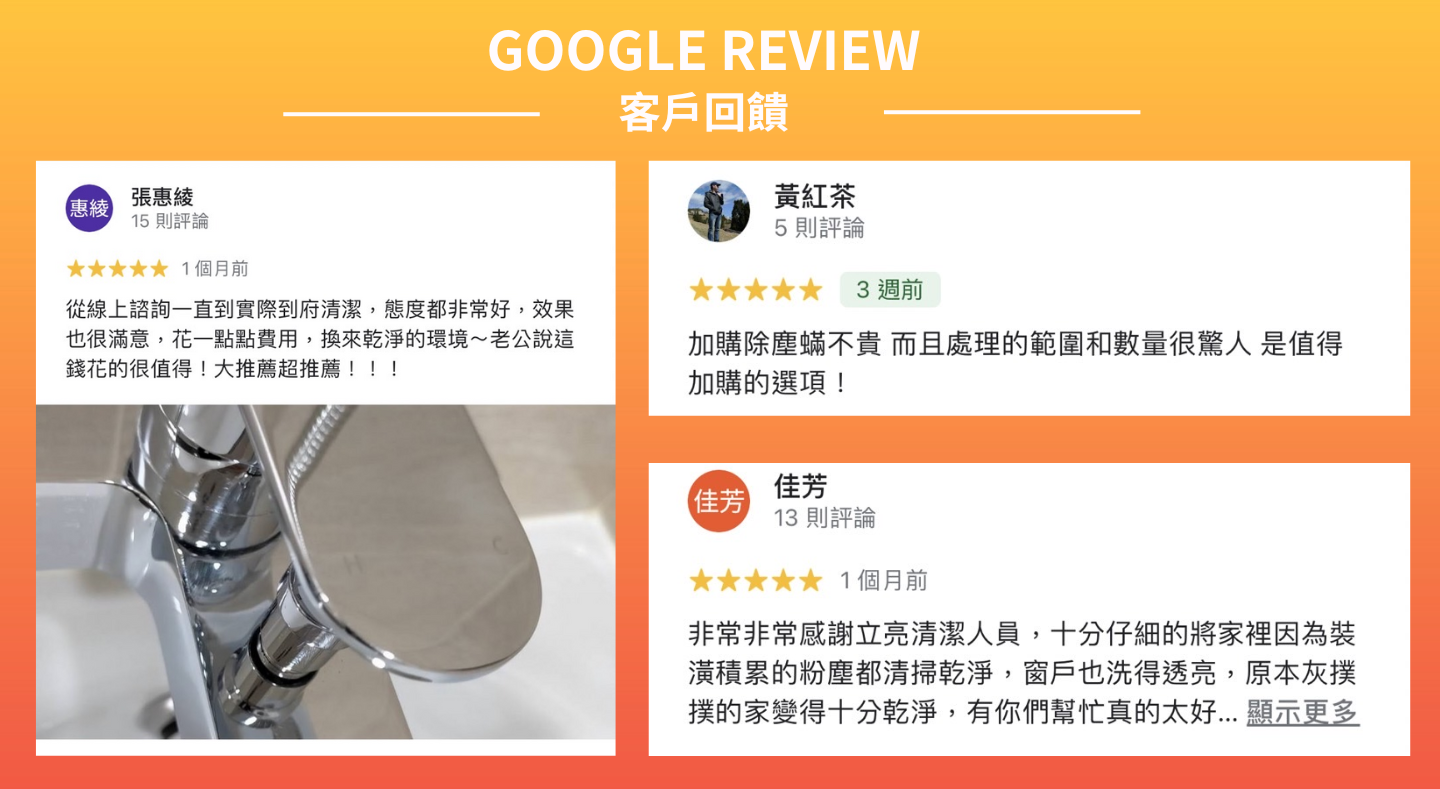 GOOGLE REVIEW
客戶回饋
惠綾
張惠綾
15 則評論
1 個月前
從線上諮詢一直到實際到府清潔，態度都非常好，效果
也很滿意，花一點點費用，換來乾淨的環境～老公說這
錢花的很值得！大推薦超推薦！！！
H
C
黃紅茶
5 則評論
3 週前
加購除塵蟎不貴 而且處理的範圍和數量很驚人 是值得
加購的選項！
佳芳
佳芳
13 則評論
1 個月前
非常非常感謝立亮清潔人員，十分仔細的將家裡因為裝
潢積累的粉塵都清掃乾淨，窗戶也洗得透亮，原本灰撲
撲的家變得十分乾淨，有你們幫忙真的太好... 顯示更多